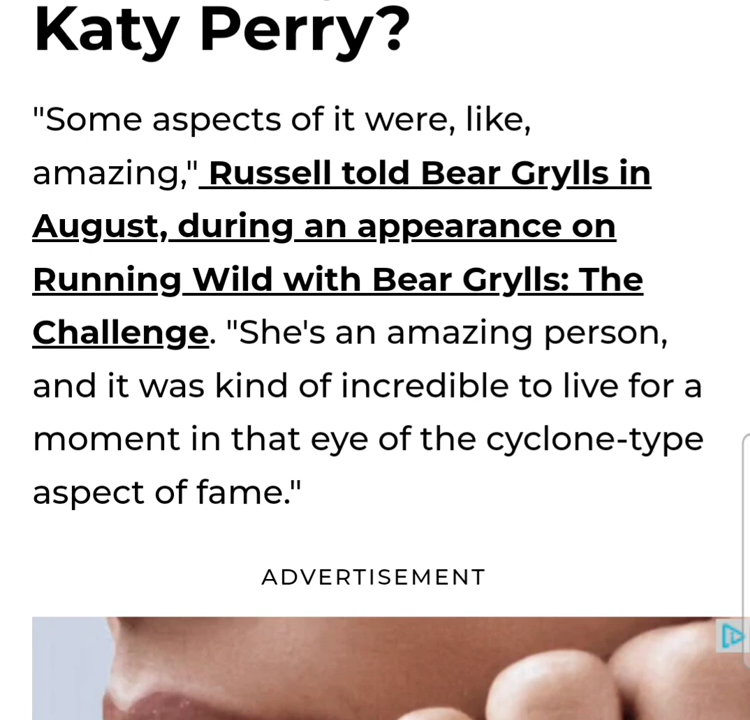 Katy Perry?
"Some aspects of it were, like,
amazing," Russell told Bear Grylls in
August, during an appearance on
Running Wild with Bear Grylls: The
Challenge. "She's an amazing person,
and it was kind of incredible to live for a
moment in that eye of the cyclone-type
aspect of fame."
ADVERTISEMENT